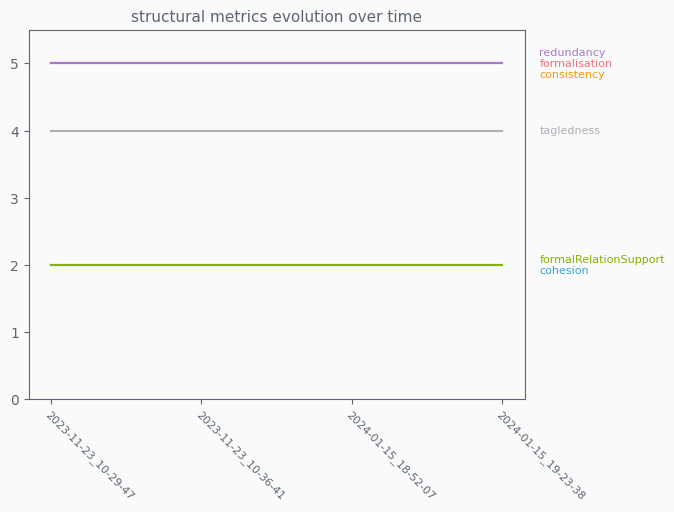 structural metrics evolution over time
5
4
3
2
1
0
redundancy
formalisation
consistency
tagledness
formalRelationSupport
cohesion
2023-11-23_10-29-47
2023-11-23_10-36-41
2024-01-15_18-52-07
2024-01-15_19-23-38